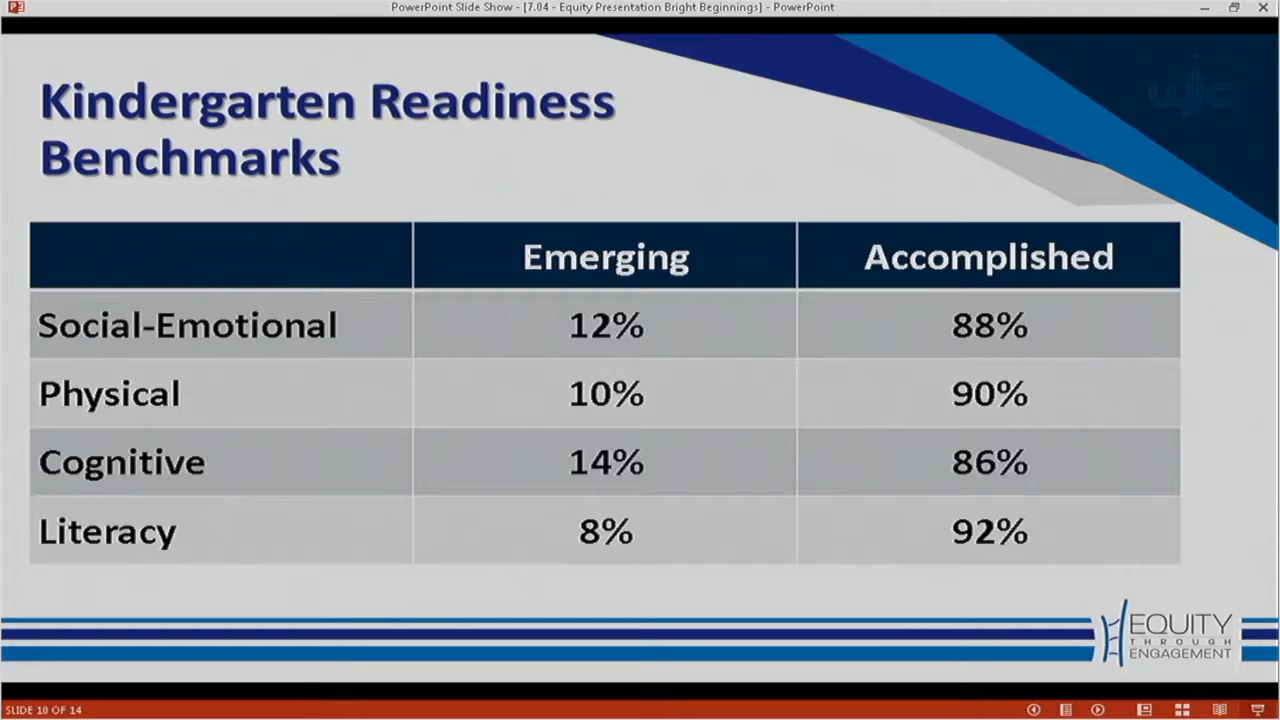 PowerPoint Slide Show - [7.04 - Equity Presentation Bright Beginnings] - PowerPoint
Kindergarten Readiness
Benchmarks
Emerging Accomplished
Social-Emotional 12% 88%
Physical 10% 90%
Cognitive 14% 86%
Literacy 8% 92%
EQUITY
THROUGH
ENGAGEMENT
SLIDE 10 OF 14